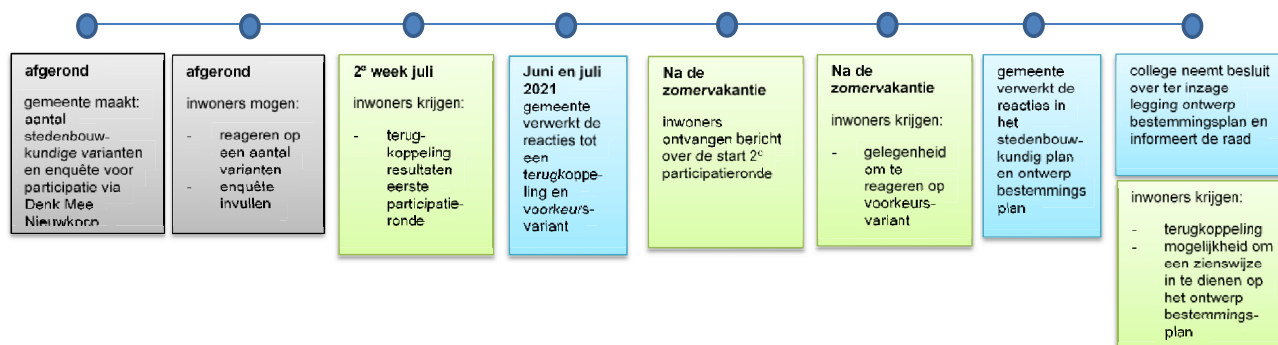 afgerond
gemeente maakt:
aantal
stedenbouw-
kundige varianten
en enquête voor
participatie via
Denk Mee
Nieuwkoop
afgerond
inwoners mogen:
- reageren op
een aantal
varianten
- enquête
invullen
2e week juli
inwoners krijgen:
- terug-
koppeling
resultaten
eerste
participatie-
ronde
Juni en juli
2021
gemeente
verwerkt de
reacties tot
een
terugkoppe-
ling en
voorkeurs-
variant
Na de
zomervakantie
inwoners
ontvangen bericht
over de start 2e
participatieronde
Na de
zomervakantie
inwoners krijgen:
- gelegenheid
om te
reageren op
voorkeurs-
variant
gemeente
verwerkt de
reacties in
het
stedenbouw-
kundig plan
en ontwerp
bestemmings
plan
college neemt besluit
over ter inzage
legging ontwerp
bestemmingsplan en
informeert de raad
inwoners krijgen:
- terugkoppeling
- mogelijkheid om
een zienswijze
in te dienen op
het ontwerp
bestemmings-
plan